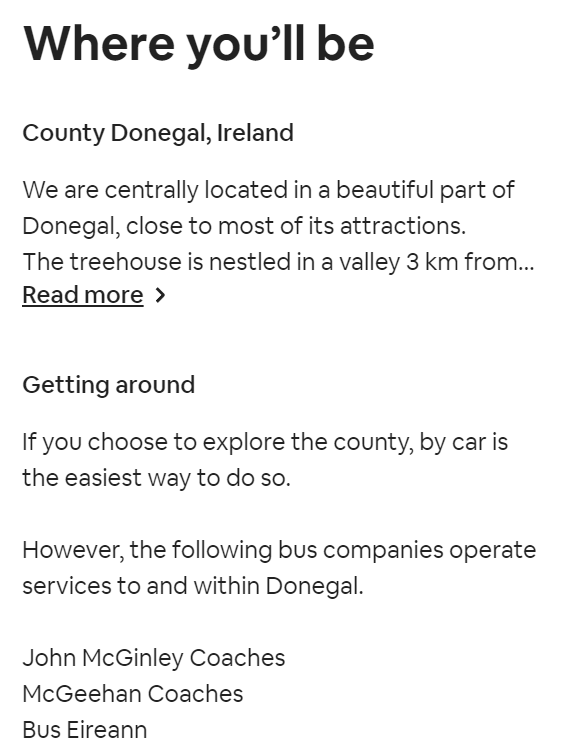 Where you’ll be
County Donegal, Ireland
We are centrally located in a beautiful part of
Donegal, close to most of its attractions.
The treehouse is nestled in a valley 3 km from...
Read more
Getting around
If you choose to explore the county, by car is
the easiest way to do so.
However, the following bus companies operate
services to and within Donegal.
John McGinley Coaches
McGeehan Coaches
Bus Eireann